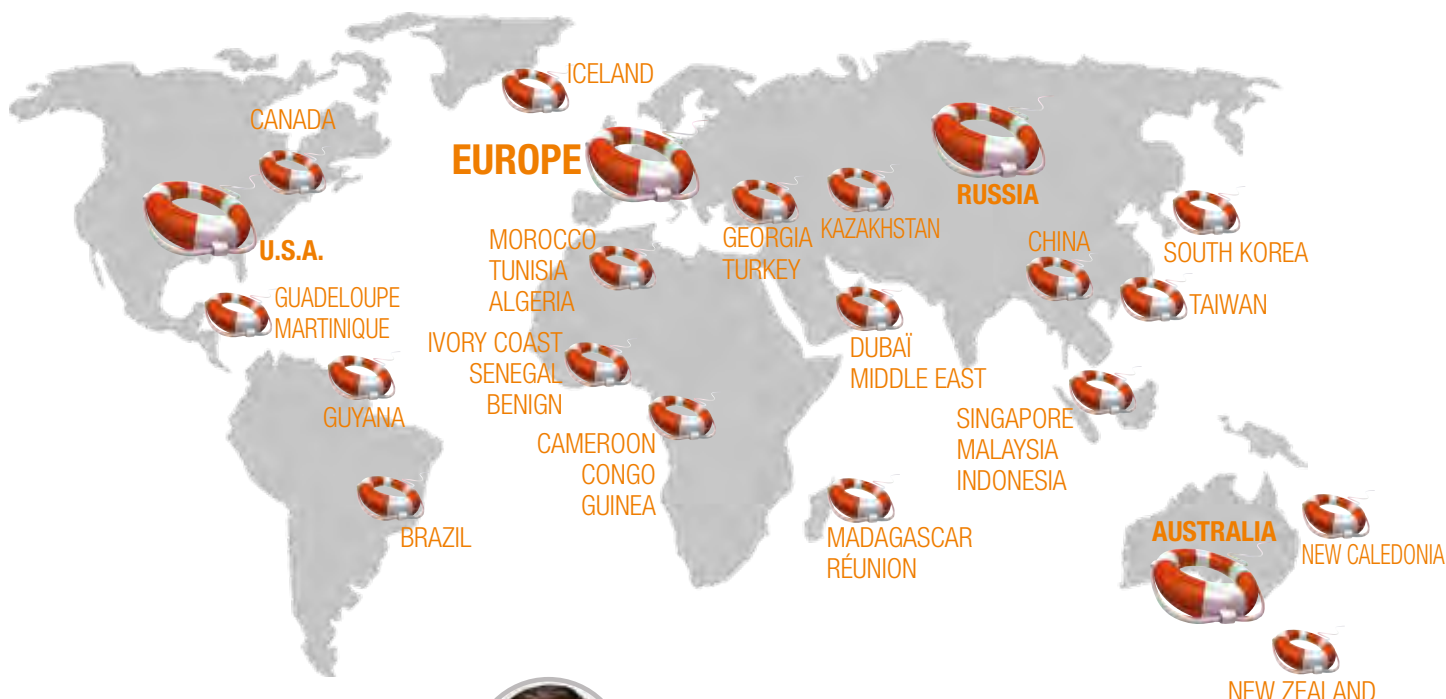 ICELAND
CANADA
EUROPE
RUSSIA
U.S.A.
MOROCCO
TUNISIA
ALGERIA
GEORGIA
TURKEY
KAZAKHSTAN
CHINA
SOUTH KOREA
TAIWAN
GUADELOUPE
MARTINIQUE
IVORY COAST
SENEGAL
BENIGN
DUBAÏ
MIDDLE EAST
GUYANA
CAMEROON
CONGO
GUINEA
SINGAPORE
MALAYSIA
INDONESIA
BRAZIL
MADAGASCAR
RÉUNION
AUSTRALIA
NEW CALEDONIA
NEW ZEALAND